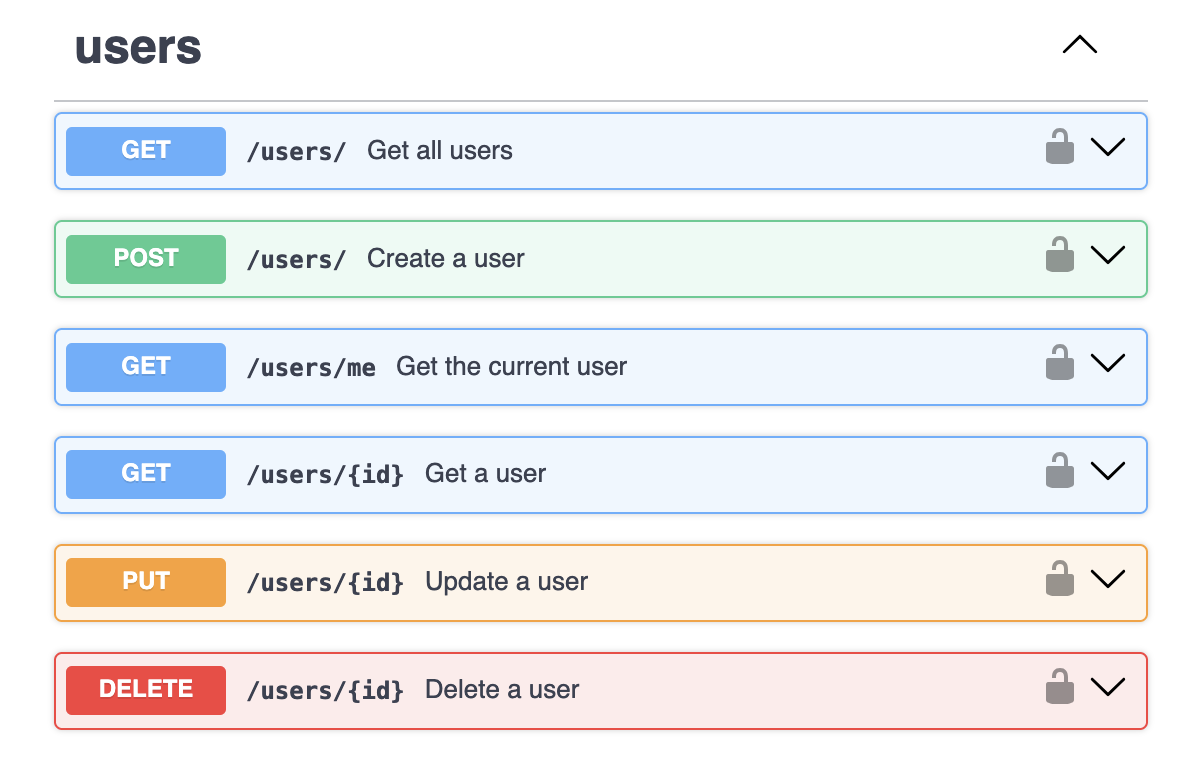 users
GET /users/ Get all users
POST /users/ Create a user
GET /users/me Get the current user
GET /users/{id} Get a user
PUT /users/{id} Update a user
DELETE /users/{id} Delete a user